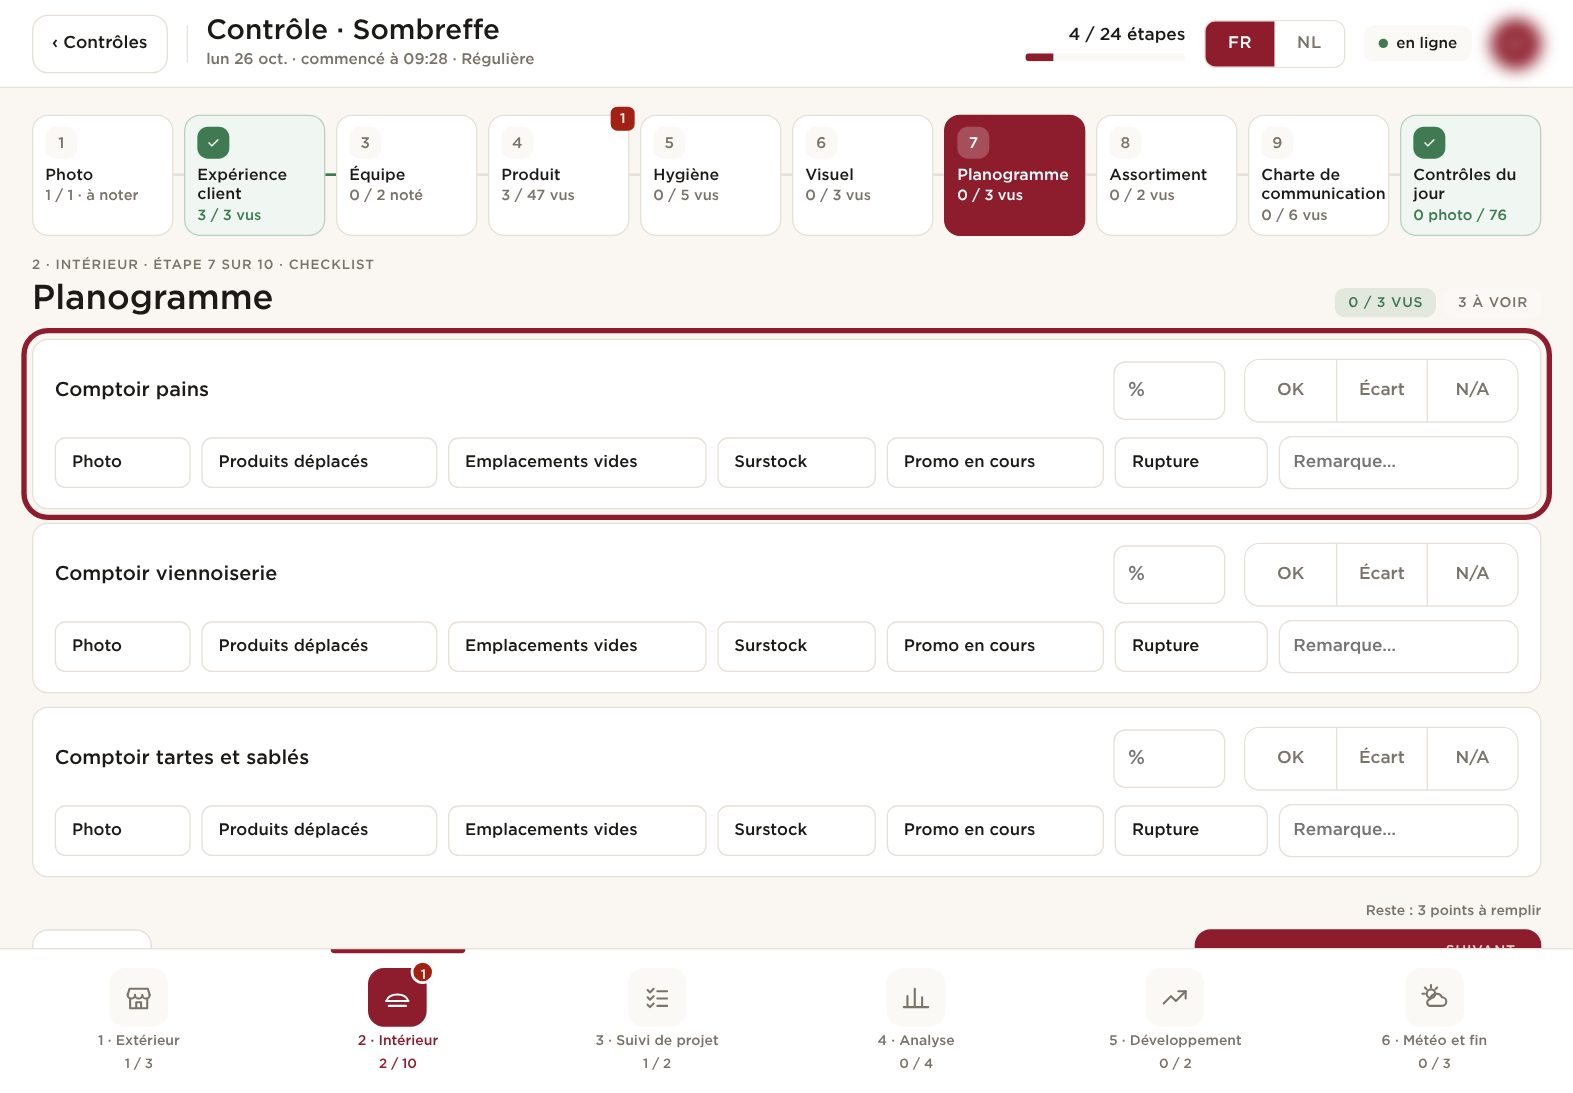 ‹ Contrôles
Contrôle · Sombreffe
lun 26 oct. · commencé à 09:28 · Régulière
4 / 24 étapes
FR
NL
en ligne
1
Photo
1 / 1 · à noter
Expérience
client
3 / 3 vus
3
Équipe
0 / 2 noté
1
4
Produit
3 / 47 vus
5
Hygiène
0 / 5 vus
6
Visuel
0 / 3 vus
7
Planogramme
0 / 3 vus
8
Assortiment
0 / 2 vus
9
Charte de
communication
0 / 6 vus
Contrôles du
jour
0 photo / 76
2 · INTÉRIEUR · ÉTAPE 7 SUR 10 · CHECKLIST
Planogramme
0 / 3 VUS
3 À VOIR
Comptoir pains
%
OK
Écart
N/A
Photo
Produits déplacés
Emplacements vides
Surstock
Promo en cours
Rupture
Remarque...
Comptoir viennoiserie
%
OK
Écart
N/A
Photo
Produits déplacés
Emplacements vides
Surstock
Promo en cours
Rupture
Remarque...
Comptoir tartes et sablés
%
OK
Écart
N/A
Photo
Produits déplacés
Emplacements vides
Surstock
Promo en cours
Rupture
Remarque...
Reste : 3 points à remplir
SUIVANT
1 · Extérieur
1 / 3
1
2 · Intérieur
2 / 10
3 · Suivi de projet
1 / 2
4 · Analyse
0 / 4
5 · Développement
0 / 2
6 · Météo et fin
0 / 3